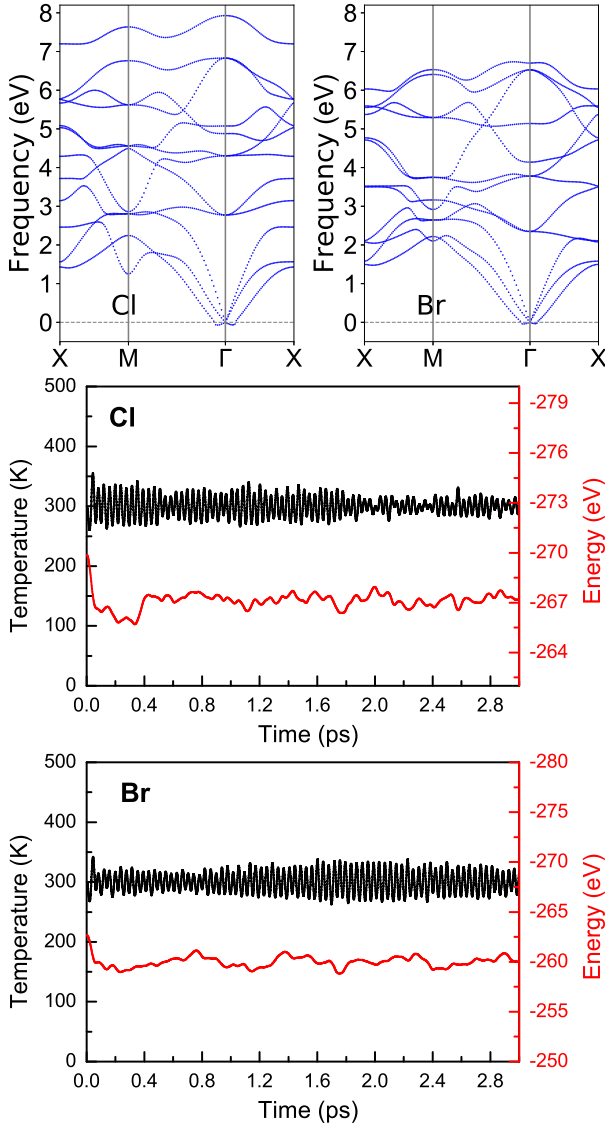 8
7
6
5
4
3
2
1
0
Frequency (eV)
Cl
X
M
Γ
X
8
7
6
5
4
3
2
1
0
Frequency (eV)
Br
X
M
Γ
X
500
400
300
200
100
0
Temperature (K)
Cl
-279
-276
-273
-270
-267
-264
Energy (eV)
0.0 0.4 0.8 1.2 1.6 2.0 2.4 2.8
Time (ps)
500
400
300
200
100
0
Temperature (K)
Br
-280
-275
-270
-265
-260
-255
-250
Energy (eV)
0.0 0.4 0.8 1.2 1.6 2.0 2.4 2.8
Time (ps)